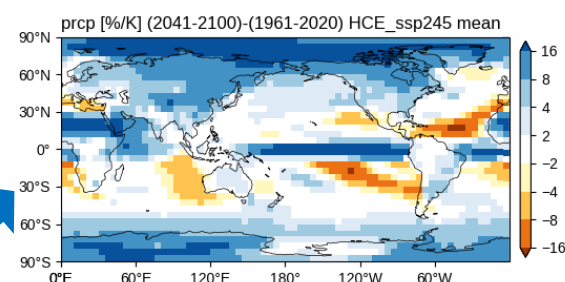 prcp [%/K] (2041-2100)-(1961-2020) HCE_ssp245 mean
90°N
60°N
30°N
0°
30°S
60°S
90°S
0°E 60°E 120°E 180° 120°W 60°W
16
8
4
2
−2
−4
−8
−16